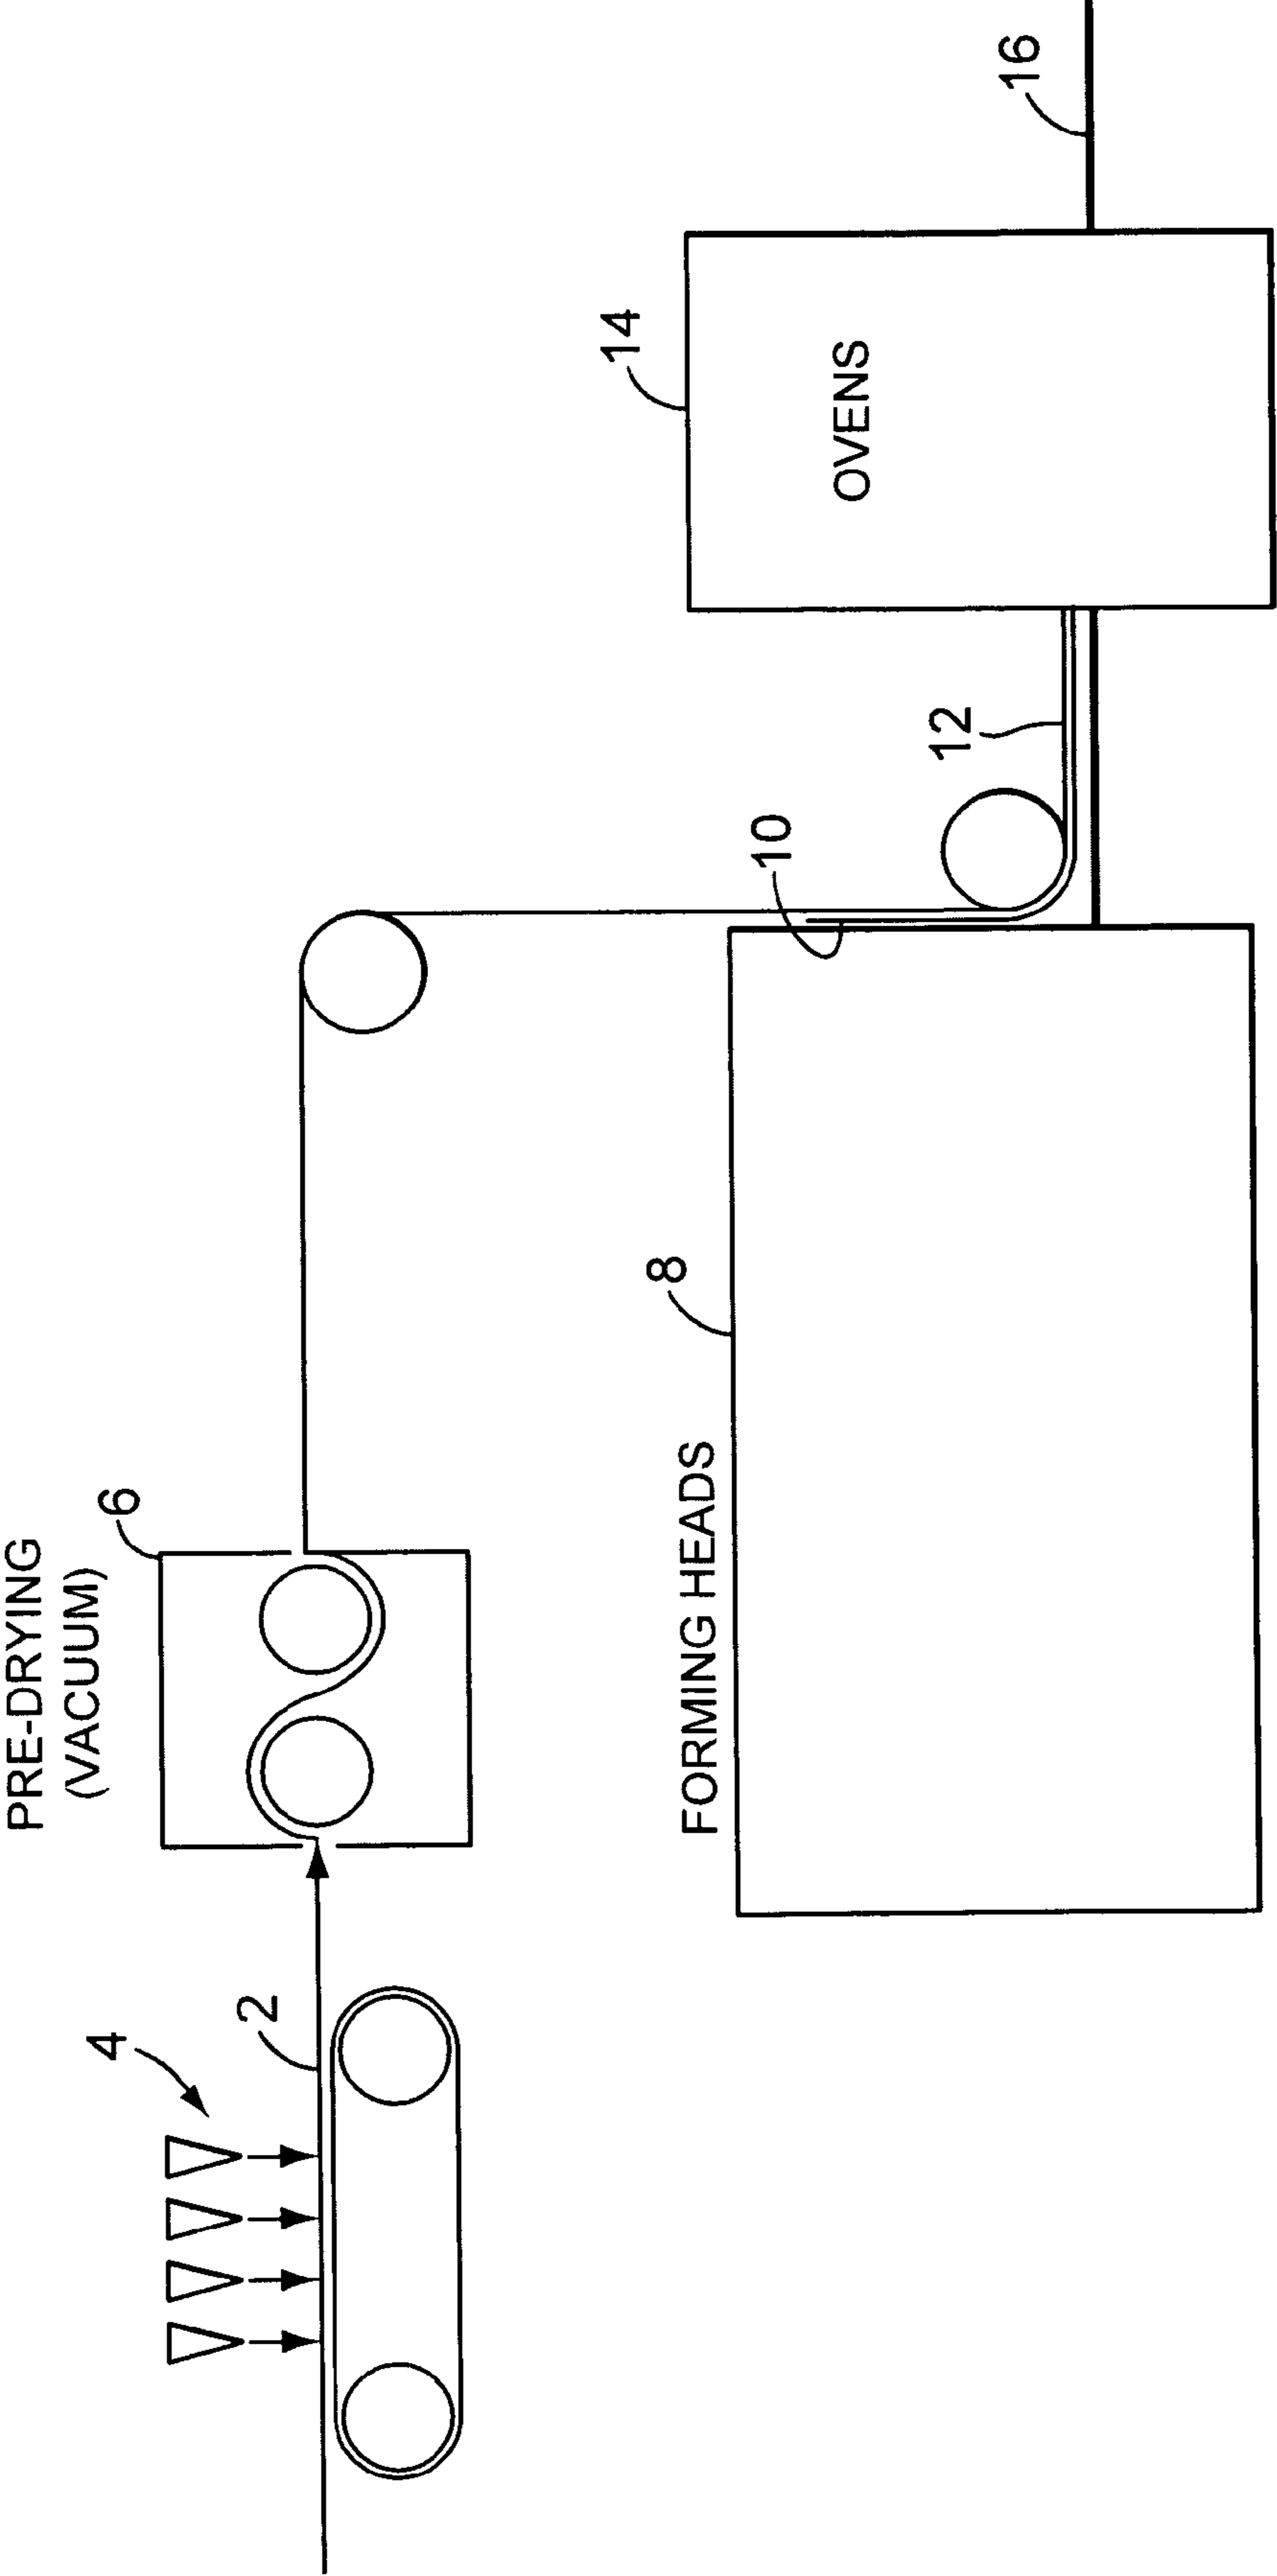 PRE-DRYING
(VACUUM)
6
4
2
FORMING HEADS
8
10
12
14
OVENS
16